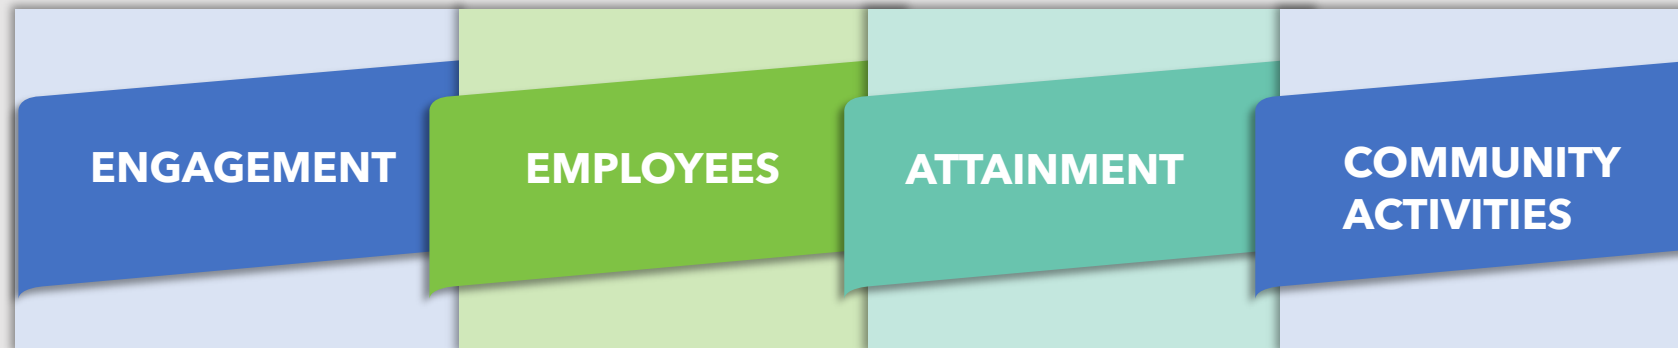 ENGAGEMENT
EMPLOYEES
ATTAINMENT
COMMUNITY
ACTIVITIES